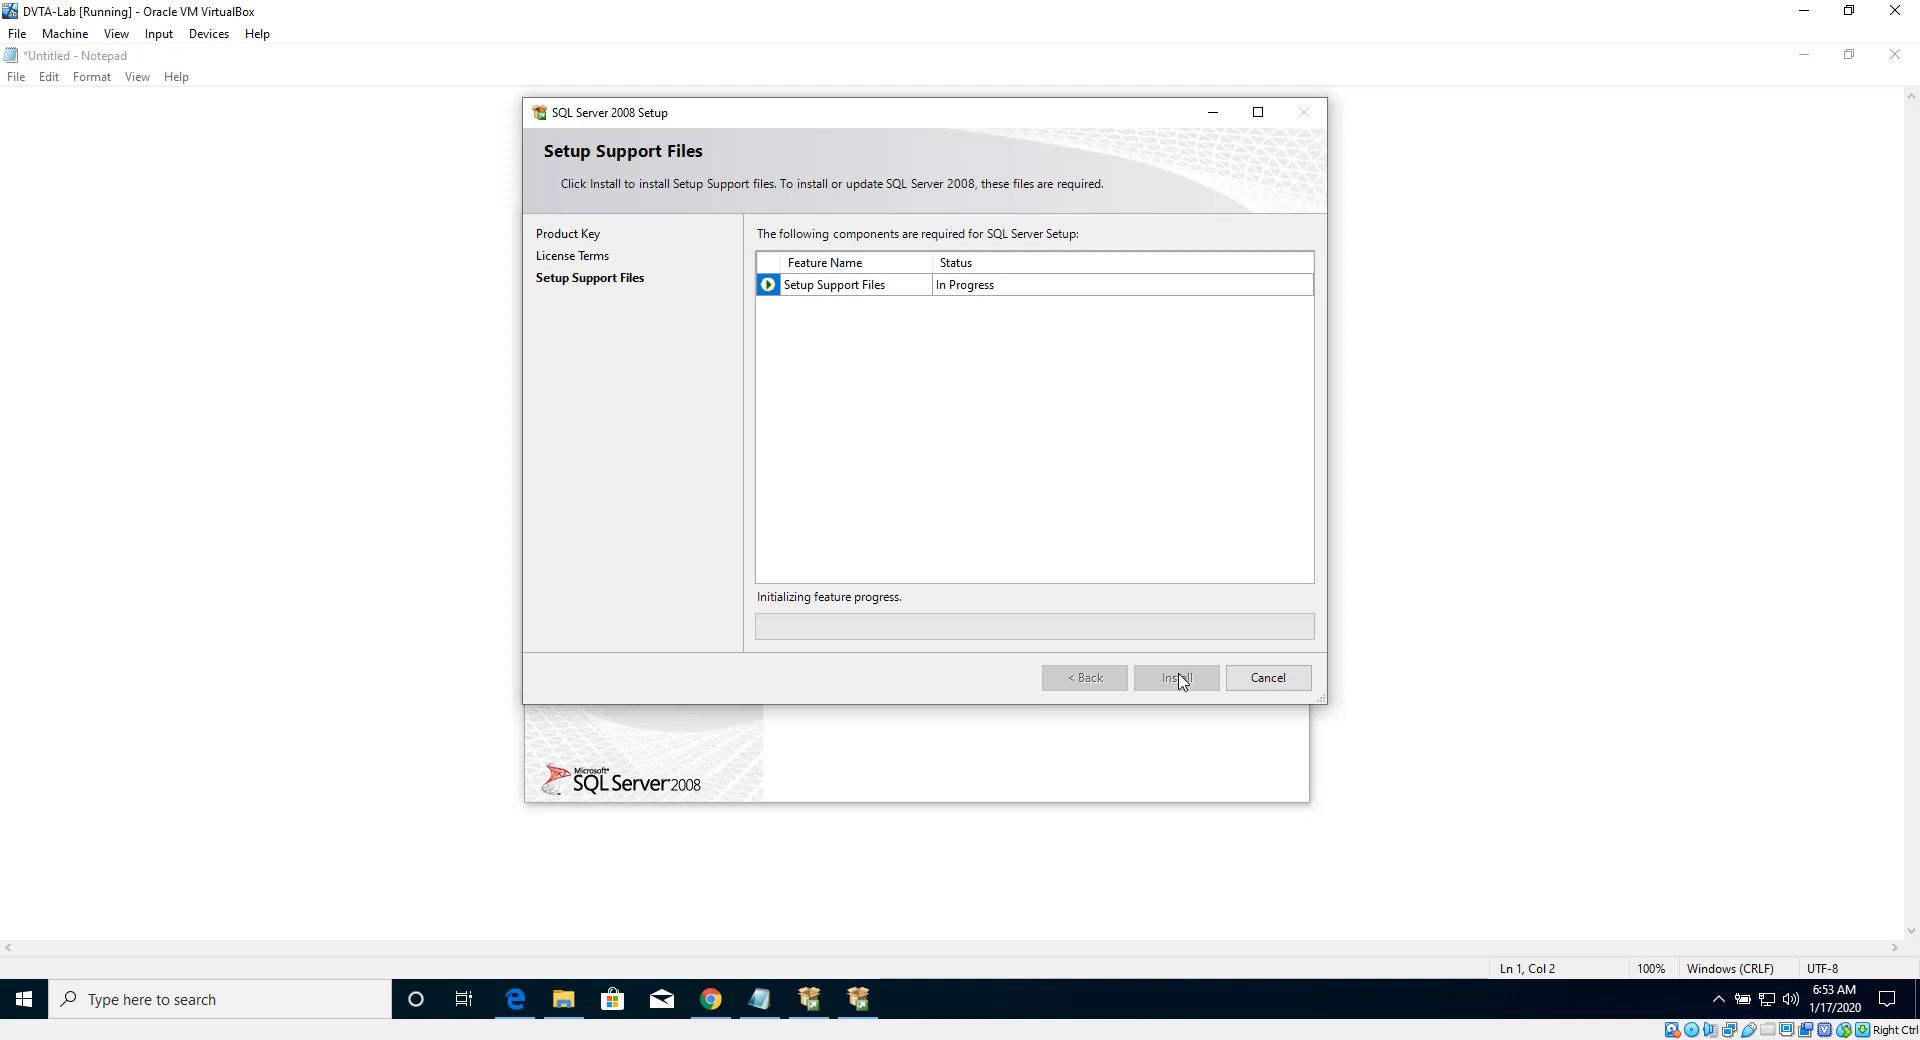 DVTA-Lab [Running] - Oracle VM VirtualBox
File Machine View Input Devices Help
*Untitled - Notepad
File Edit Format View Help
SQL Server 2008 Setup
Setup Support Files
Click Install to install Setup Support files. To install or update SQL Server 2008, these files are required.
Product Key
License Terms
Setup Support Files
The following components are required for SQL Server Setup:
Feature Name Status
Setup Support Files In Progress
Initializing feature progress.
< Back Install Cancel
Microsoft®
SQL Server 2008
Ln 1, Col 2 100% Windows (CRLF) UTF-8
Type here to search
6:53 AM
1/17/2020
Right Ctrl